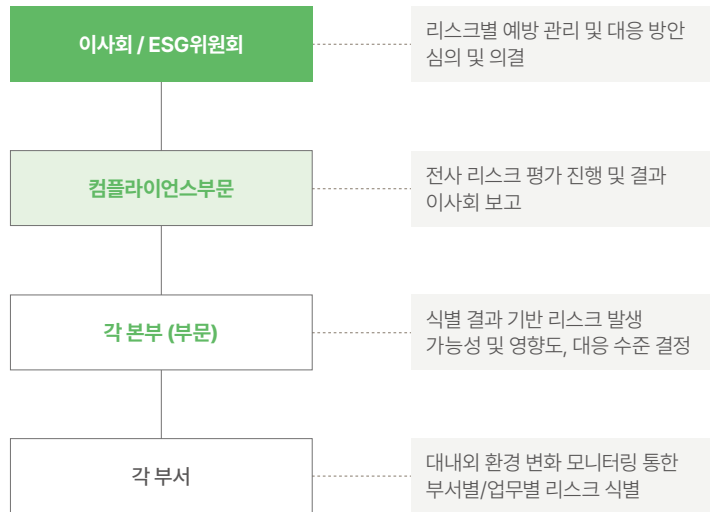 이사회 / ESG위원회
리스크별 예방 관리 및 대응 방안
심의 및 의결
컴플라이언스부문
전사 리스크 평가 진행 및 결과
이사회 보고
각 본부 (부문)
식별 결과 기반 리스크 발생
가능성 및 영향도, 대응 수준 결정
각 부서
대내외 환경 변화 모니터링 통한
부서별/업무별 리스크 식별